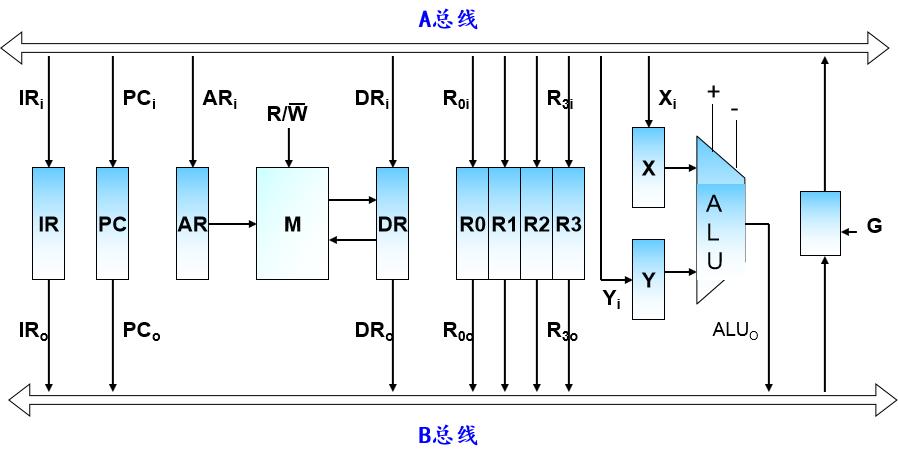 A总线
IRi PCi ARi DRi R0i R3i Xi + -
R/W̅
IR PC AR M DR R0 R1 R2 R3 X ALU G
Y
Yi
IRo PCo DRo R0o R3o ALUO
B总线